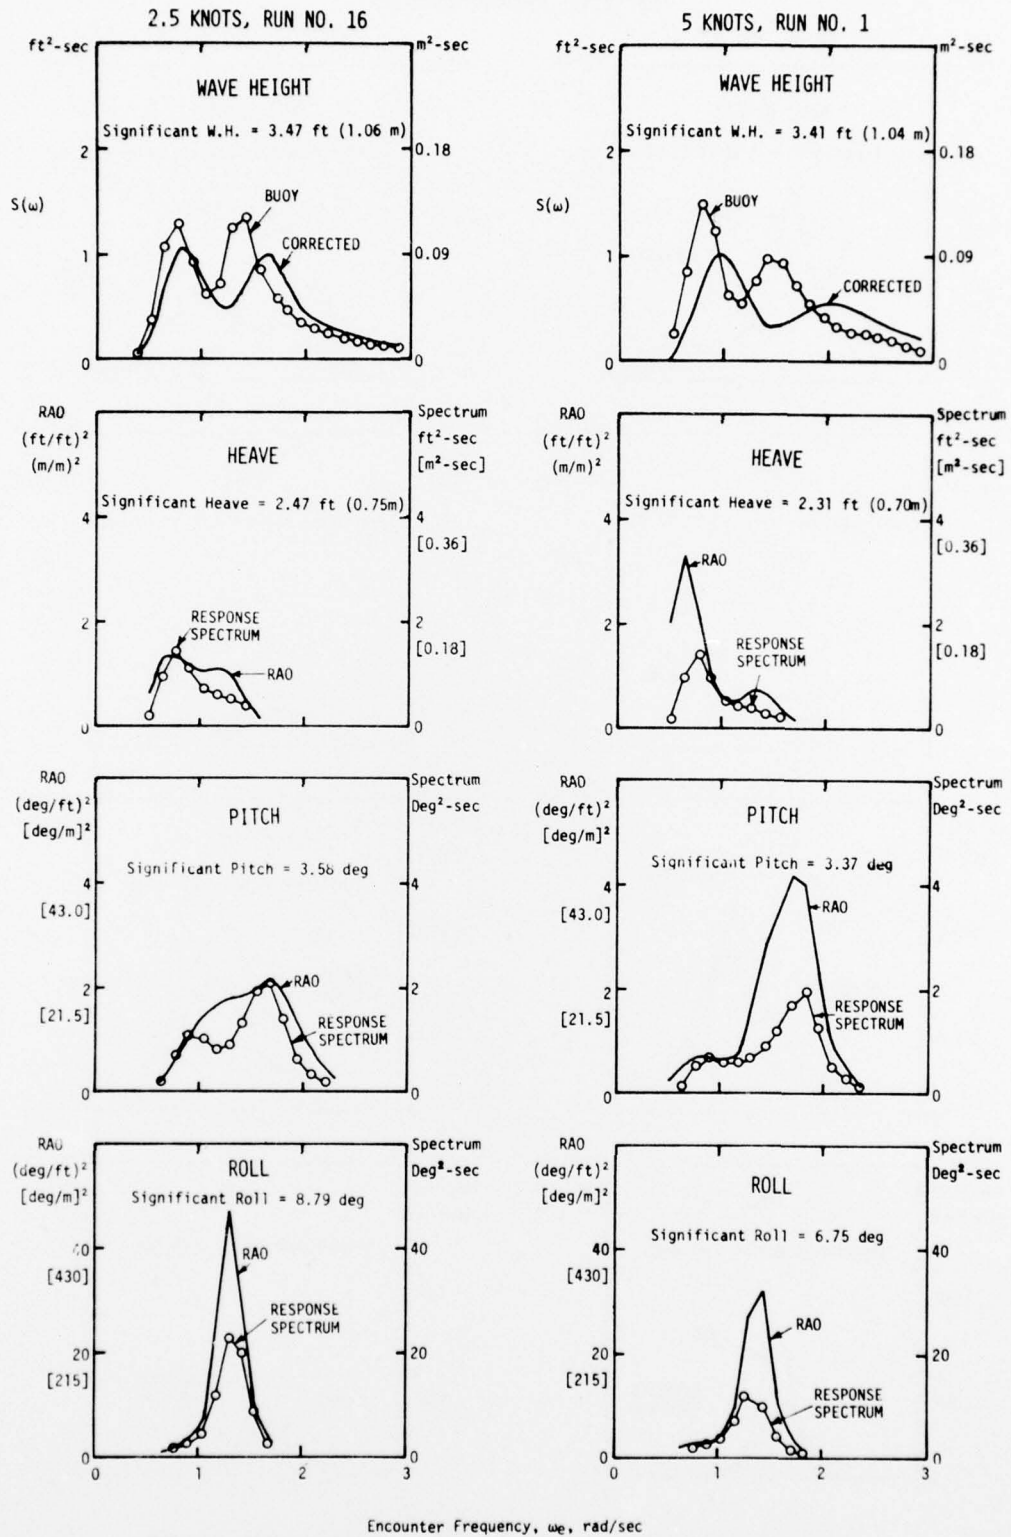 2.5 KNOTS, RUN NO. 16
ft²-sec
m²-sec
WAVE HEIGHT
Significant W.H. = 3.47 ft (1.06 m)
2
0.18
S(ω)
BUOY
CORRECTED
1
0.09
0
0
RAO
(ft/ft)²
(m/m)²
Spectrum
ft²-sec
[m²-sec]
HEAVE
Significant Heave = 2.47 ft (0.75m)
4
4
[0.36]
RESPONSE
SPECTRUM
2
2
[0.18]
RAO
0
0
RAO
(deg/ft)²
[deg/m]²
Spectrum
Deg²-sec
PITCH
Significant Pitch = 3.58 deg
4
4
[43.0]
2
2
[21.5]
RAO
RESPONSE
SPECTRUM
0
0
RAO
(deg/ft)²
[deg/m]²
Spectrum
Deg²-sec
ROLL
Significant Roll = 8.79 deg
40
40
[430]
RAO
RESPONSE
SPECTRUM
20
20
[215]
0
0
0 1 2 3
5 KNOTS, RUN NO. 1
ft²-sec
m²-sec
WAVE HEIGHT
Significant W.H. = 3.41 ft (1.04 m)
2
0.18
S(ω)
BUOY
1
0.09
CORRECTED
0
0
RAO
(ft/ft)²
(m/m)²
Spectrum
ft²-sec
[m²-sec]
HEAVE
Significant Heave = 2.31 ft (0.70m)
4
4
[0.36]
RAO
2
2
[0.18]
RESPONSE
SPECTRUM
0
0
RAO
(deg/ft)²
[deg/m]²
Spectrum
Deg²-sec
PITCH
Significant Pitch = 3.37 deg
4
4
[43.0]
RAO
2
2
[21.5]
RESPONSE
SPECTRUM
0
0
RAO
(deg/ft)²
[deg/m]²
Spectrum
Deg²-sec
ROLL
Significant Roll = 6.75 deg
40
40
[430]
RAO
20
20
[215]
RESPONSE
SPECTRUM
0
0
0 1 2 3
Encounter Frequency, ωe, rad/sec